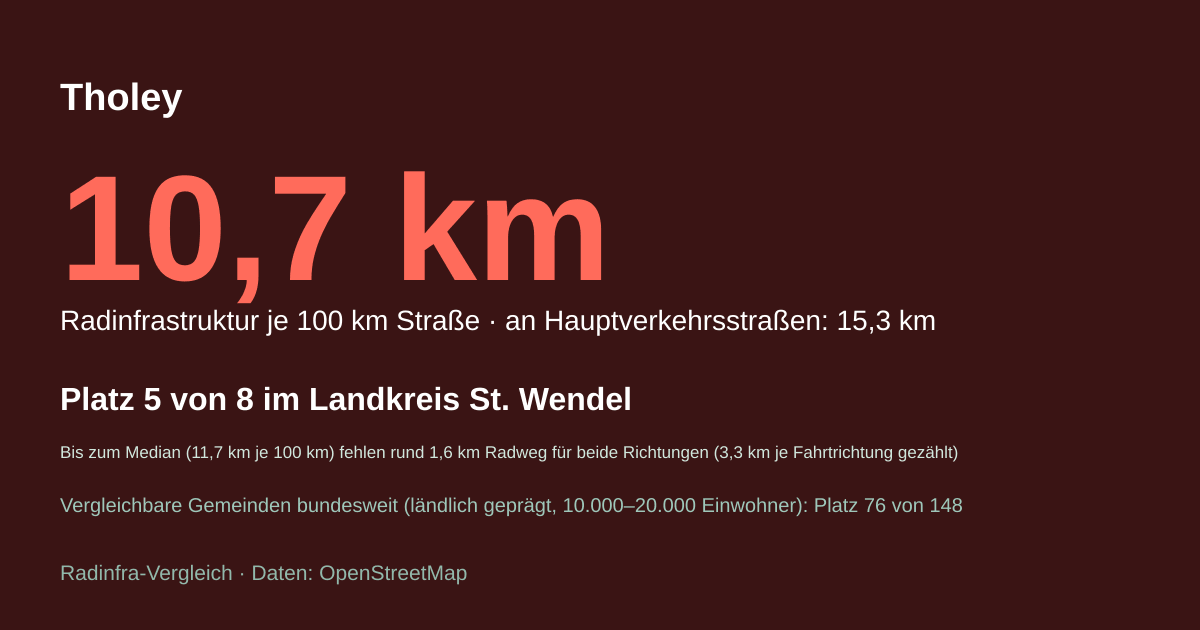 Tholey
10,7 km
Radinfrastruktur je 100 km Straße · an Hauptverkehrsstraßen: 15,3 km
Platz 5 von 8 im Landkreis St. Wendel
Bis zum Median (11,7 km je 100 km) fehlen rund 1,6 km Radweg für beide Richtungen (3,3 km je Fahrtrichtung gezählt)
Vergleichbare Gemeinden bundesweit (ländlich geprägt, 10.000–20.000 Einwohner): Platz 76 von 148
Radinfra-Vergleich · Daten: OpenStreetMap